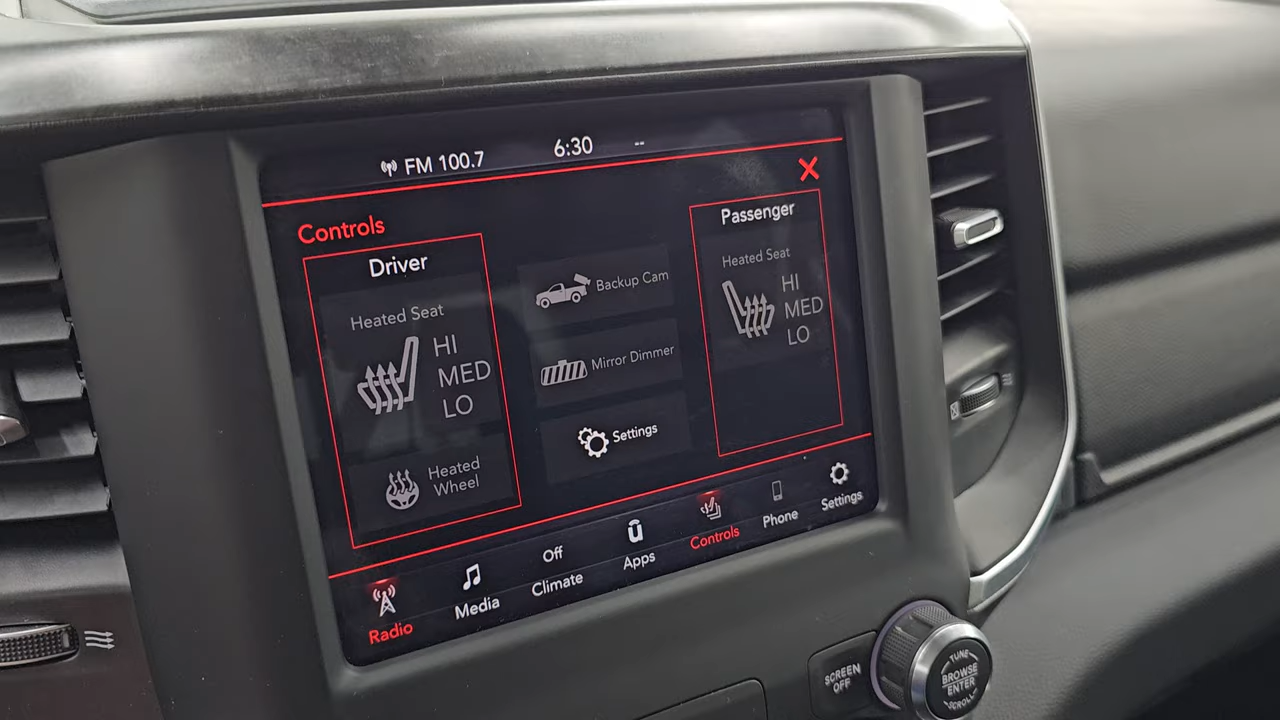 FM 100.7
6:30
--
Controls
Driver
Heated Seat
HI
MED
LO
Heated
Wheel
Backup Cam
Mirror Dimmer
Settings
Passenger
Heated Seat
HI
MED
LO
Radio
Media
Off
Climate
Apps
Controls
Phone
Settings
SCREEN
OFF
TUNE
BROWSE
ENTER
SCROLL